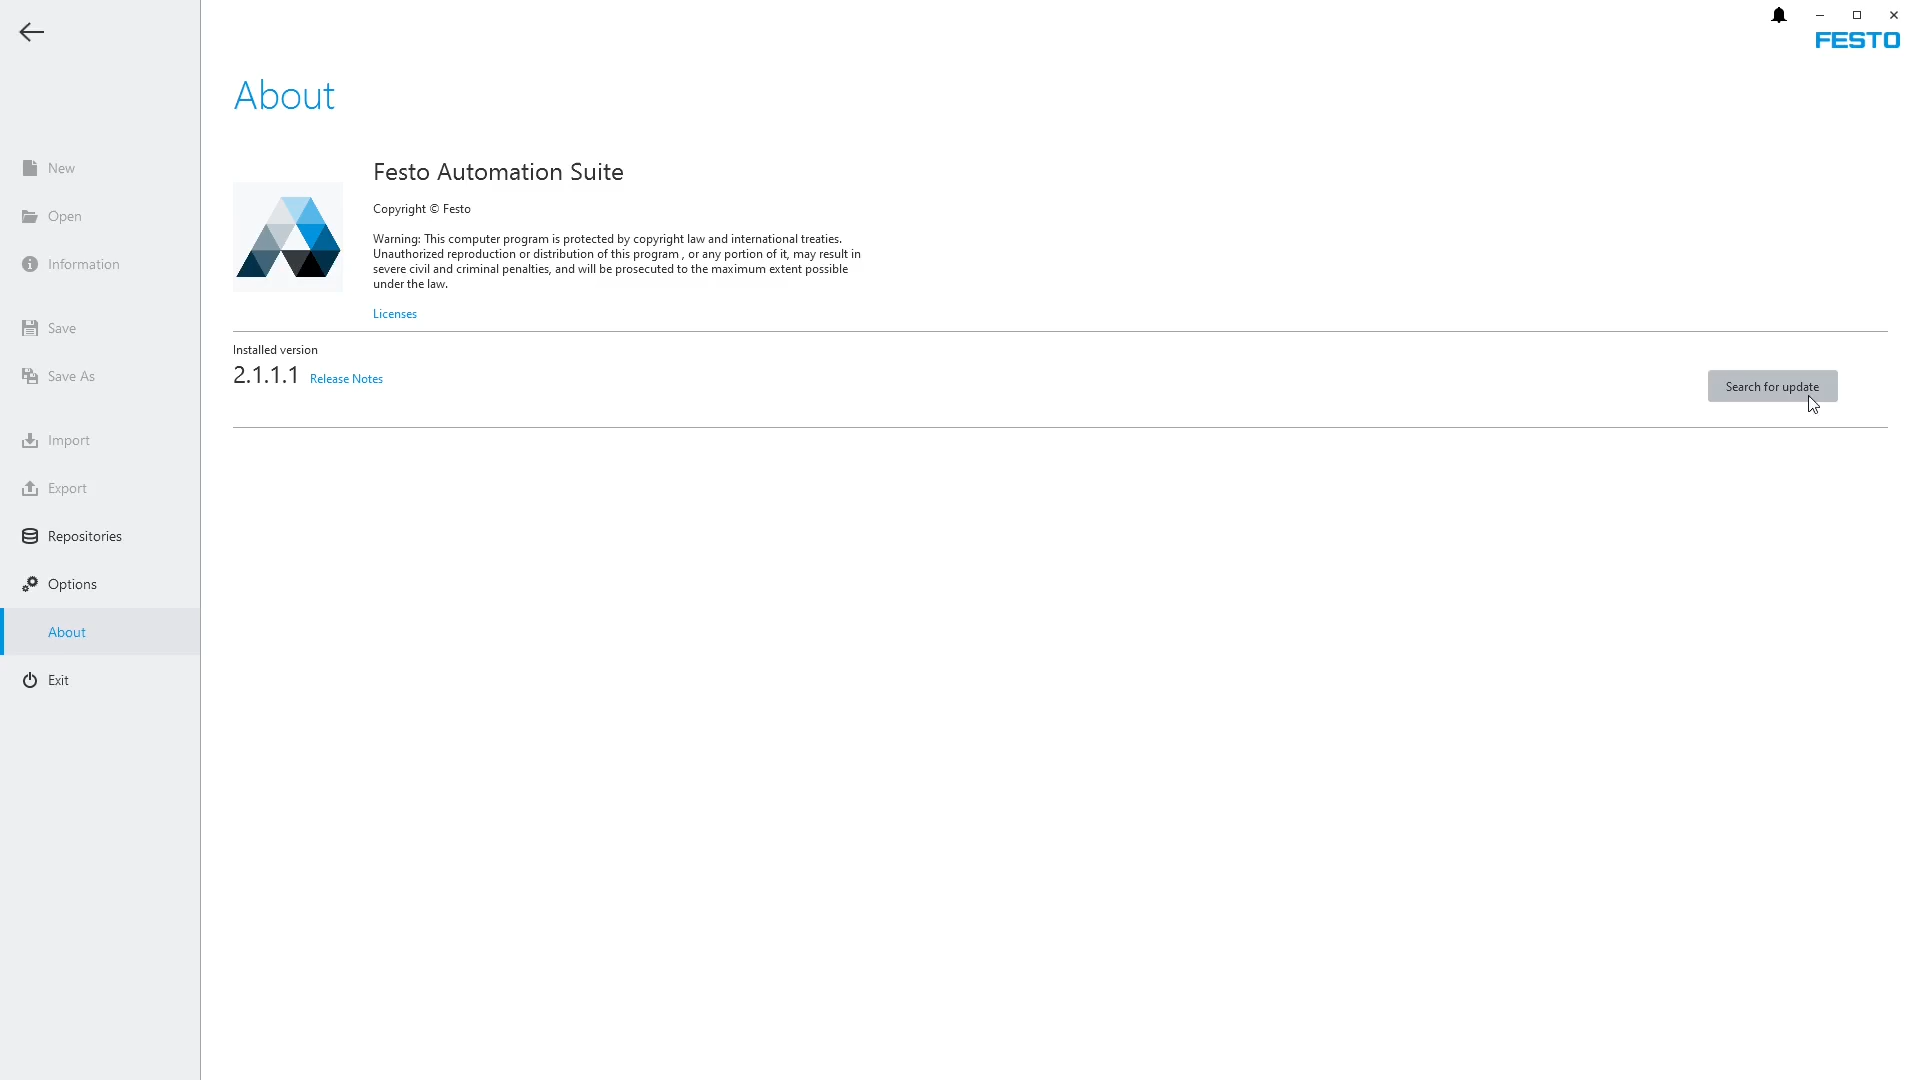 FESTO
About
New
Open
Information
Save
Save As
Import
Export
Repositories
Options
About
Exit
Festo Automation Suite
Copyright © Festo
Warning: This computer program is protected by copyright law and international treaties.
Unauthorized reproduction or distribution of this program , or any portion of it, may result in
severe civil and criminal penalties, and will be prosecuted to the maximum extent possible
under the law.
Licenses
Installed version
2.1.1.1 Release Notes
Search for update